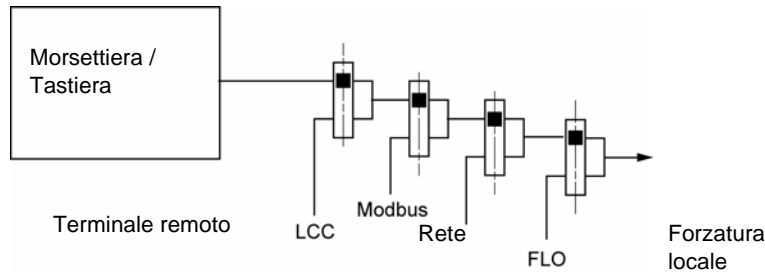 Morsettiera /
Tastiera
Terminale remoto
LCC
Modbus
Rete
FLO
Forzatura
locale